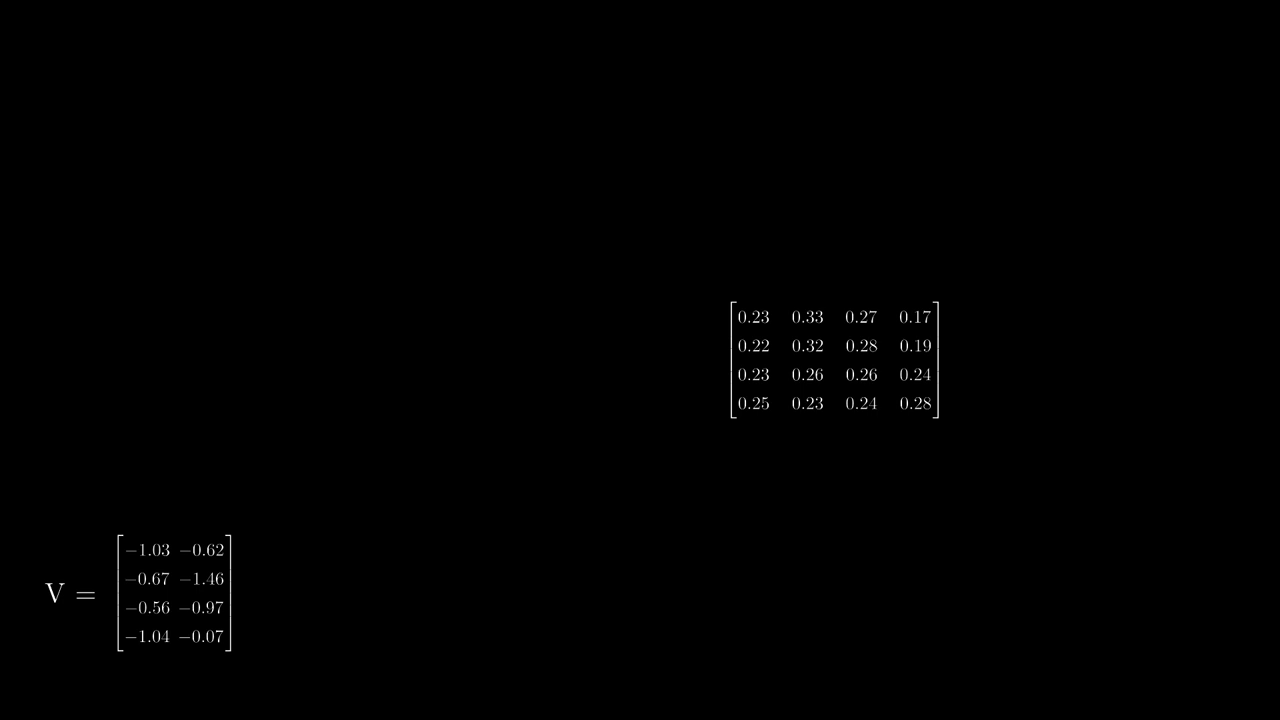 0.23 0.33 0.27 0.17
0.22 0.32 0.28 0.19
0.23 0.26 0.26 0.24
0.25 0.23 0.24 0.28
V =
−1.03 −0.62
−0.67 −1.46
−0.56 −0.97
−1.04 −0.07